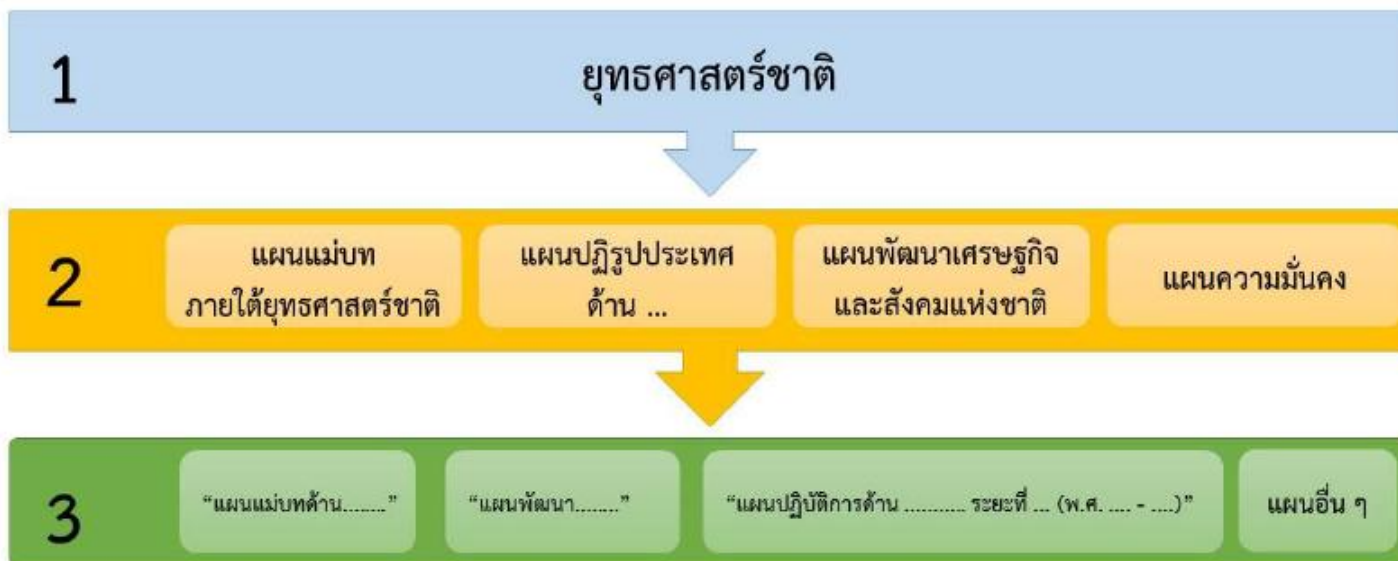 1
ยุทธศาสตร์ชาติ
2
แผนแม่บท
ภายใต้ยุทธศาสตร์ชาติ
แผนปฏิรูปประเทศ
ด้าน ...
แผนพัฒนาเศรษฐกิจ
และสังคมแห่งชาติ
แผนความมั่นคง
3
“แผนแม่บทด้าน........”
“แผนพัฒนา........”
“แผนปฏิบัติการด้าน ........... ระยะที่ ... (พ.ศ. .... - ....)”
แผนอื่น ๆ